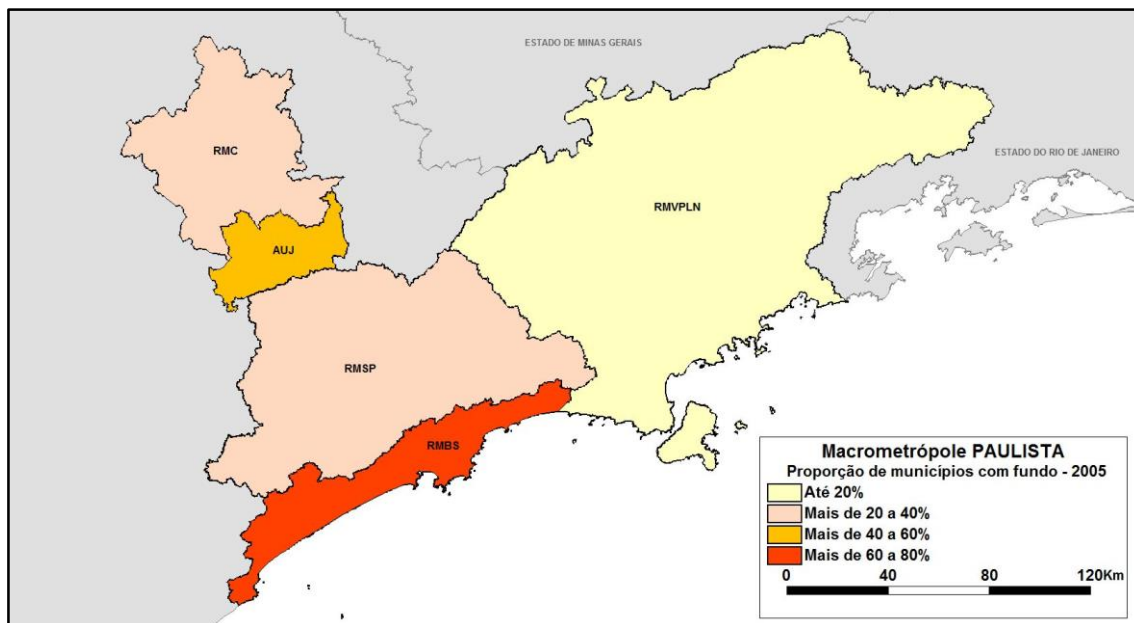 ESTADO DE MINAS GERAIS
RMC
ESTADO DO RIO DE JANEIRO
RMVPLN
AUJ
RMSP
RMBS
Macrometrópole PAULISTA
Proporção de municípios com fundo - 2005
Até 20%
Mais de 20 a 40%
Mais de 40 a 60%
Mais de 60 a 80%
0 40 80 120Km